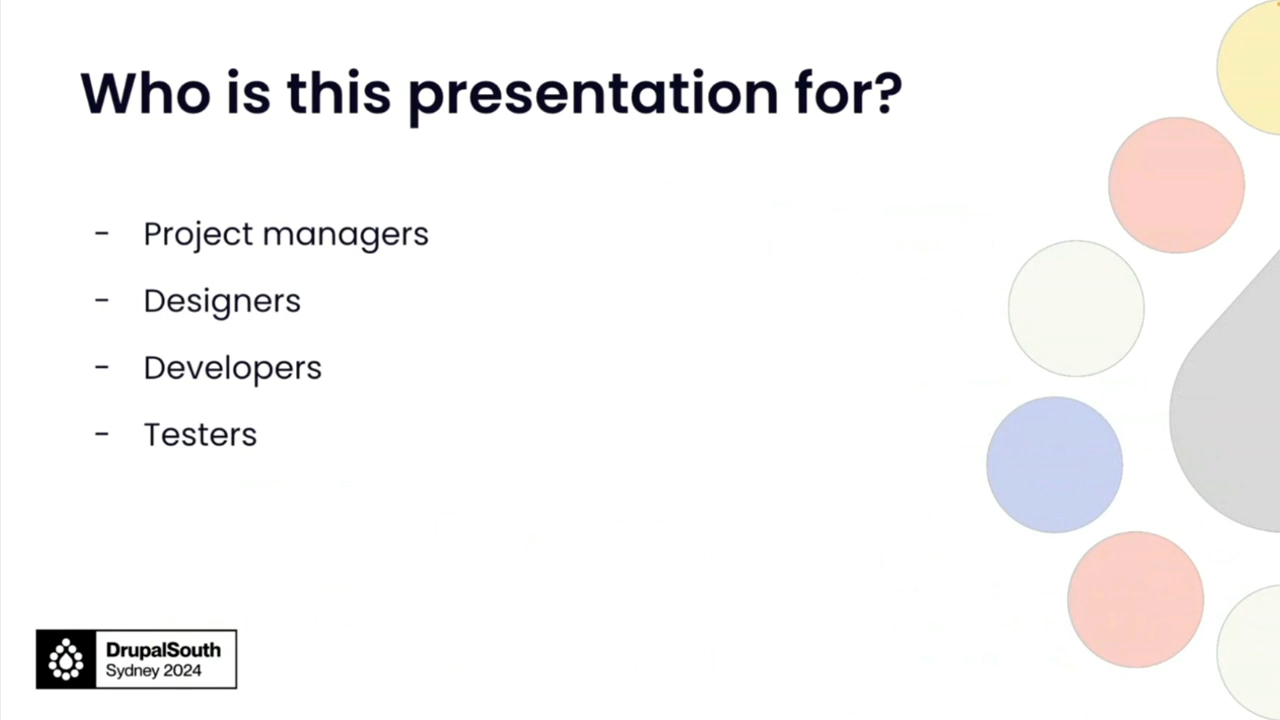 Who is this presentation for?
- Project managers
- Designers
- Developers
- Testers
DrupalSouth
Sydney 2024